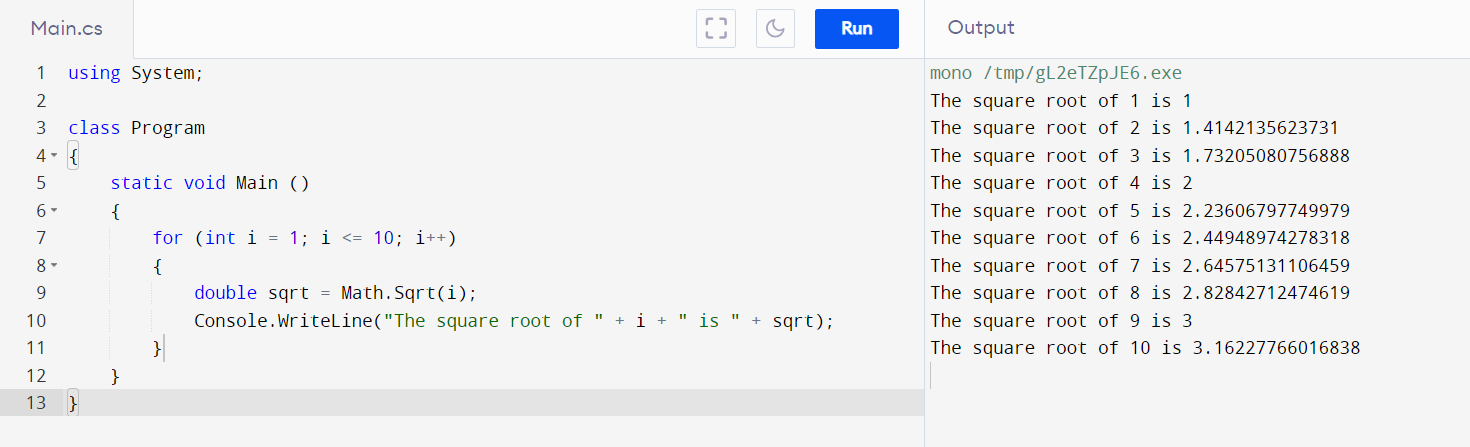 Main.cs
Run
1 using System;
2
3 class Program
4 {
5     static void Main ()
6     {
7         for (int i = 1; i <= 10; i++)
8         {
9             double sqrt = Math.Sqrt(i);
10             Console.WriteLine("The square root of " + i + " is " + sqrt);
11         }
12     }
13 }
Output
mono /tmp/gL2eTZpJE6.exe
The square root of 1 is 1
The square root of 2 is 1.4142135623731
The square root of 3 is 1.73205080756888
The square root of 4 is 2
The square root of 5 is 2.23606797749979
The square root of 6 is 2.44948974278318
The square root of 7 is 2.64575131106459
The square root of 8 is 2.82842712474619
The square root of 9 is 3
The square root of 10 is 3.16227766016838